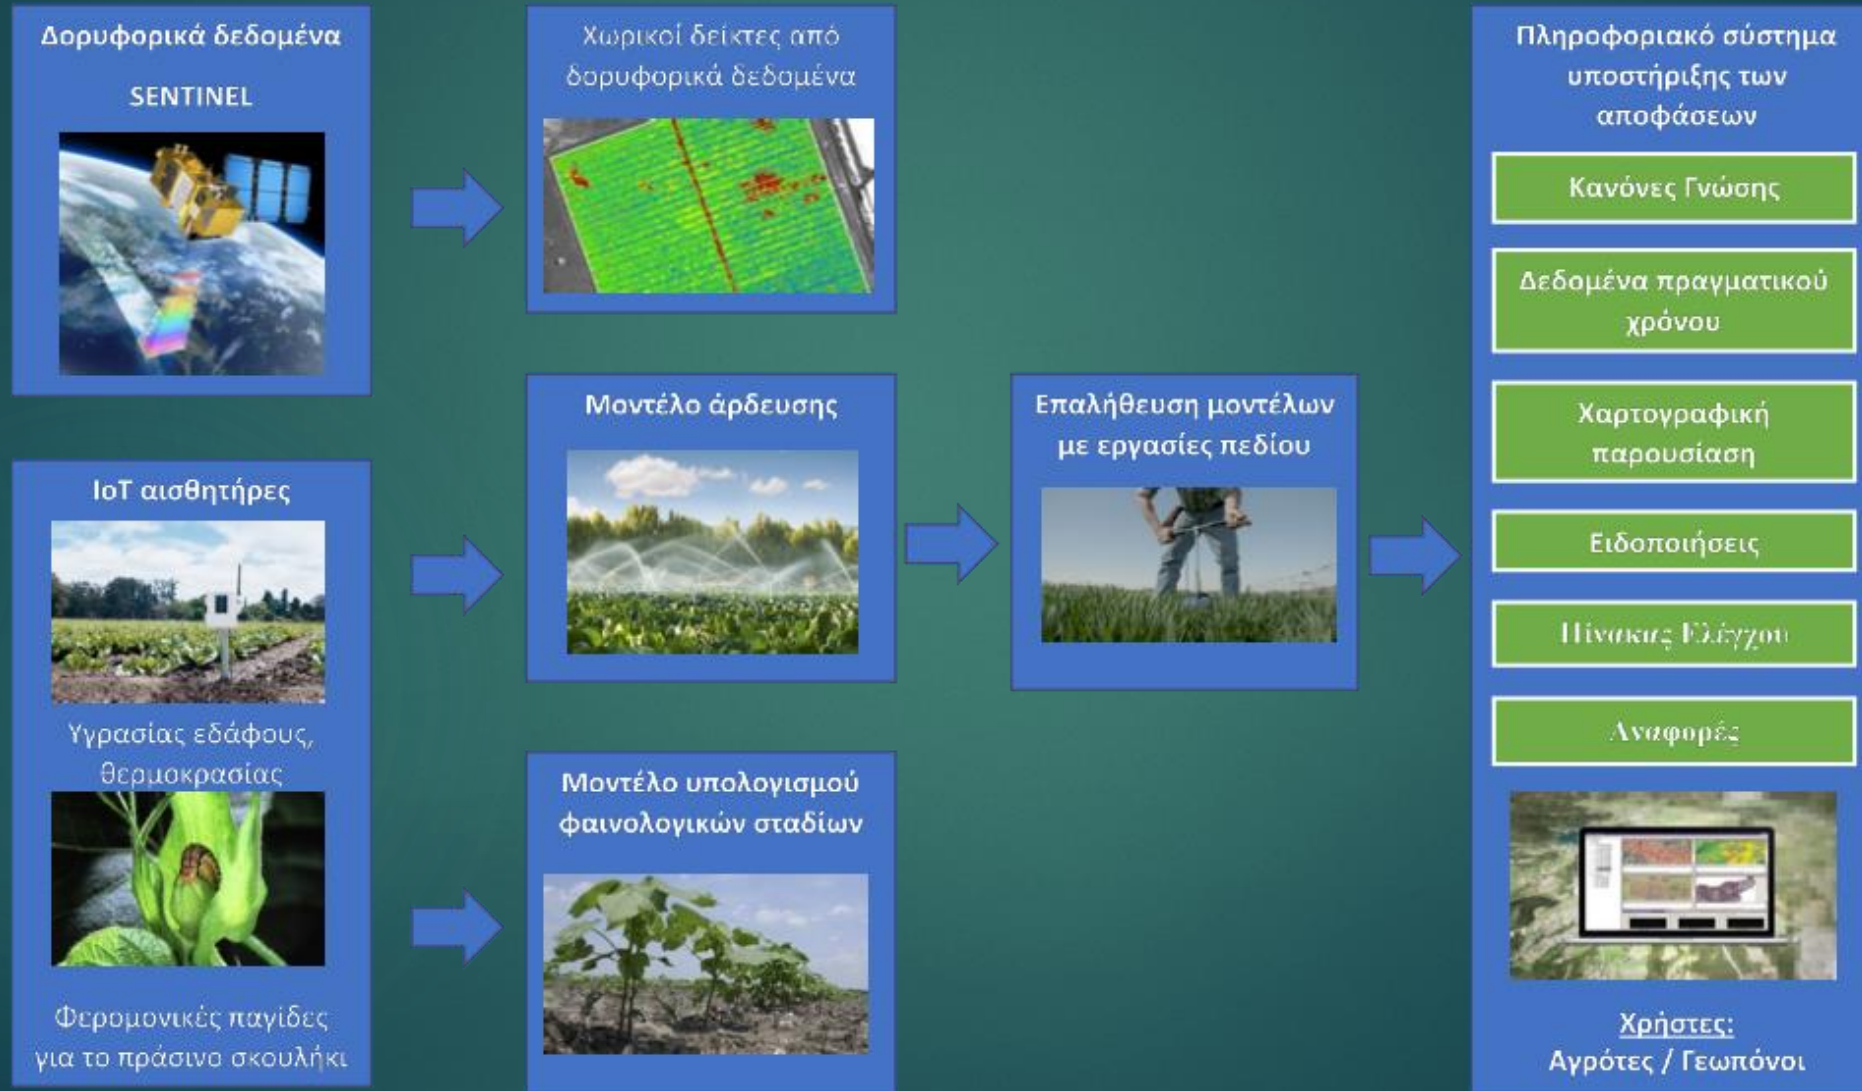 Δορυφορικά δεδομένα
SENTINEL
Χωρικοί δείκτες από
δορυφορικά δεδομένα
IoT αισθητήρες
Υγρασίας εδάφους,
θερμοκρασίας
Φερομονικές παγίδες
για το πράσινο σκουλήκι
Μοντέλο άρδευσης
Μοντέλο υπολογισμού
φαινολογικών σταδίων
Επαλήθευση μοντέλων
με εργασίες πεδίου
Πληροφοριακό σύστημα
υποστήριξης των
αποφάσεων
Κανόνες Γνώσης
Δεδομένα πραγματικού
χρόνου
Χαρτογραφική
παρουσίαση
Ειδοποιήσεις
Πίνακας Ελέγχου
Αναφορές
Χρήστες:
Αγρότες / Γεωπόνοι